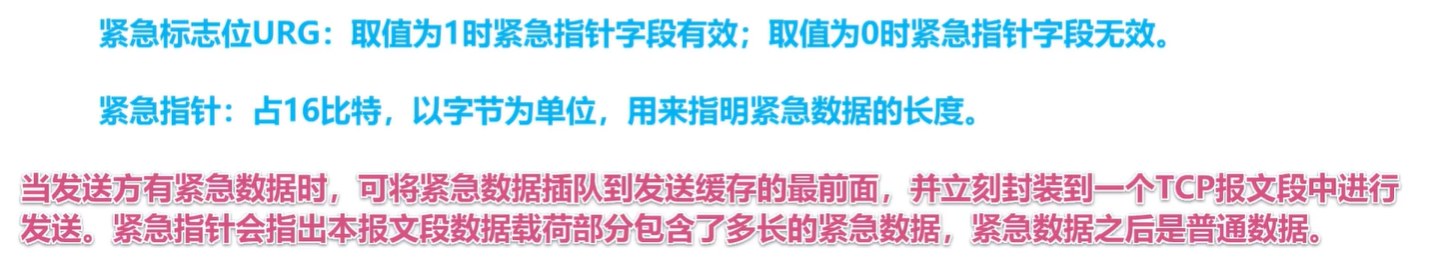 紧急标志位URG：取值为1时紧急指针字段有效；取值为0时紧急指针字段无效。
紧急指针：占16比特，以字节为单位，用来指明紧急数据的长度。
当发送方有紧急数据时，可将紧急数据插队到发送缓存的最前面，并立刻封装到一个TCP报文段中进行
发送。紧急指针会指出本报文段数据载荷部分包含了多长的紧急数据，紧急数据之后是普通数据。